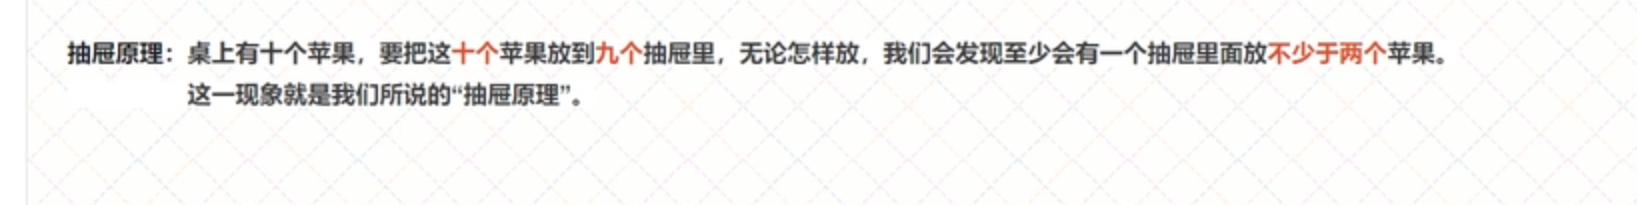 抽屉原理：桌上有十个苹果，要把这十个苹果放到九个抽屉里，无论怎样放，我们会发现至少会有一个抽屉里面放不少于两个苹果。
这一现象就是我们所说的“抽屉原理”。